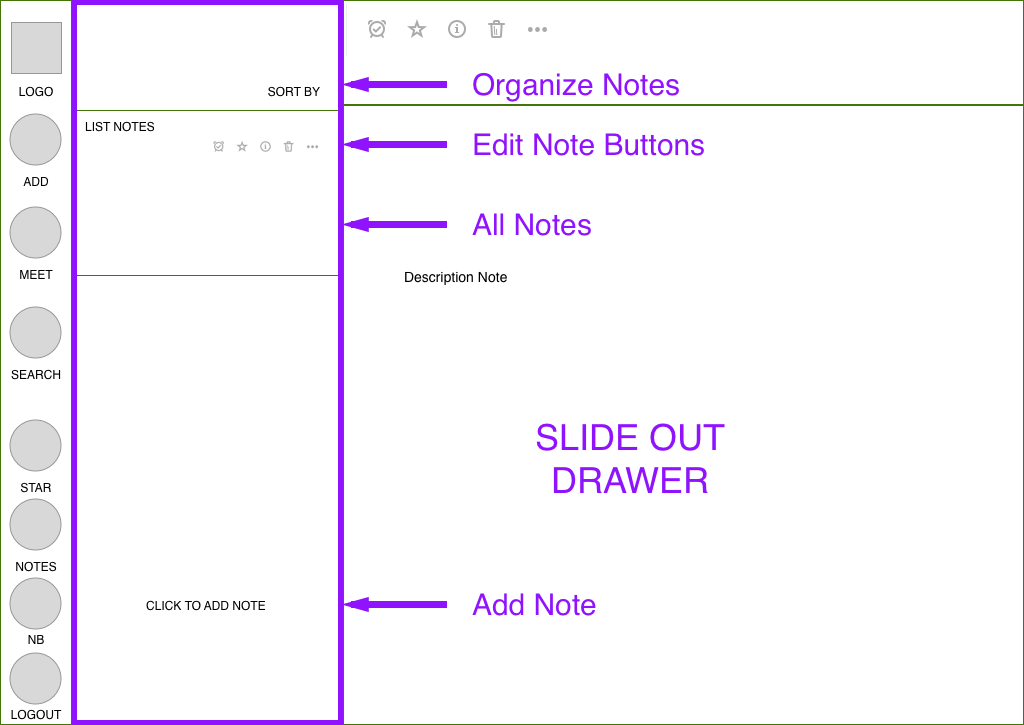 LOGO
ADD
MEET
SEARCH
STAR
NOTES
NB
LOGOUT
SORT BY
LIST NOTES
CLICK TO ADD NOTE
Organize Notes
Edit Note Buttons
All Notes
Description Note
SLIDE OUT
DRAWER
Add Note